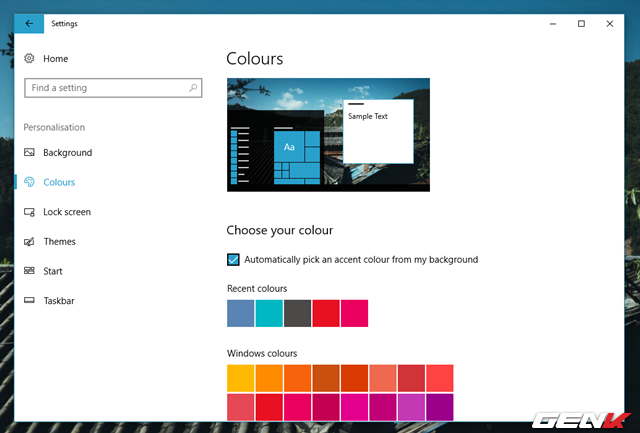 Settings
Home
Find a setting
Personalisation
Background
Colours
Lock screen
Themes
Start
Taskbar
Colours
Sample Text
Aa
Choose your colour
Automatically pick an accent colour from my background
Recent colours
Windows colours
GENK